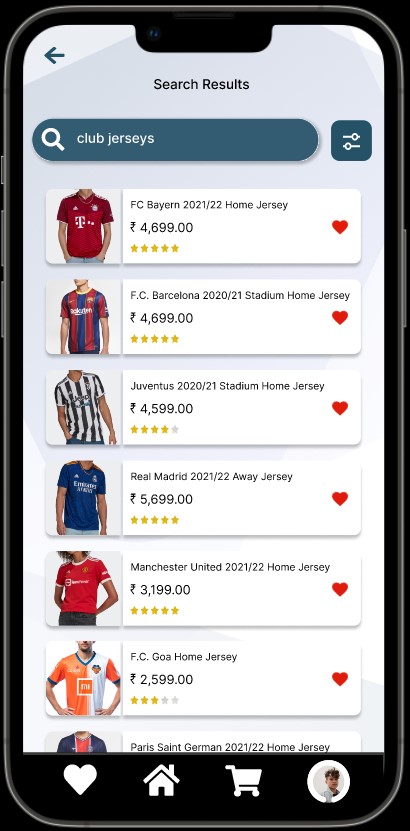 Search Results
club jerseys
FC Bayern 2021/22 Home Jersey
₹ 4,699.00
F.C. Barcelona 2020/21 Stadium Home Jersey
Rakuten
₹ 4,699.00
Juventus 2020/21 Stadium Home Jersey
₹ 4,599.00
Real Madrid 2021/22 Away Jersey
Emirates
₹ 5,699.00
Manchester United 2021/22 Home Jersey
₹ 3,199.00
F.C. Goa Home Jersey
₹ 2,599.00
Paris Saint German 2021/22 Home Jersey